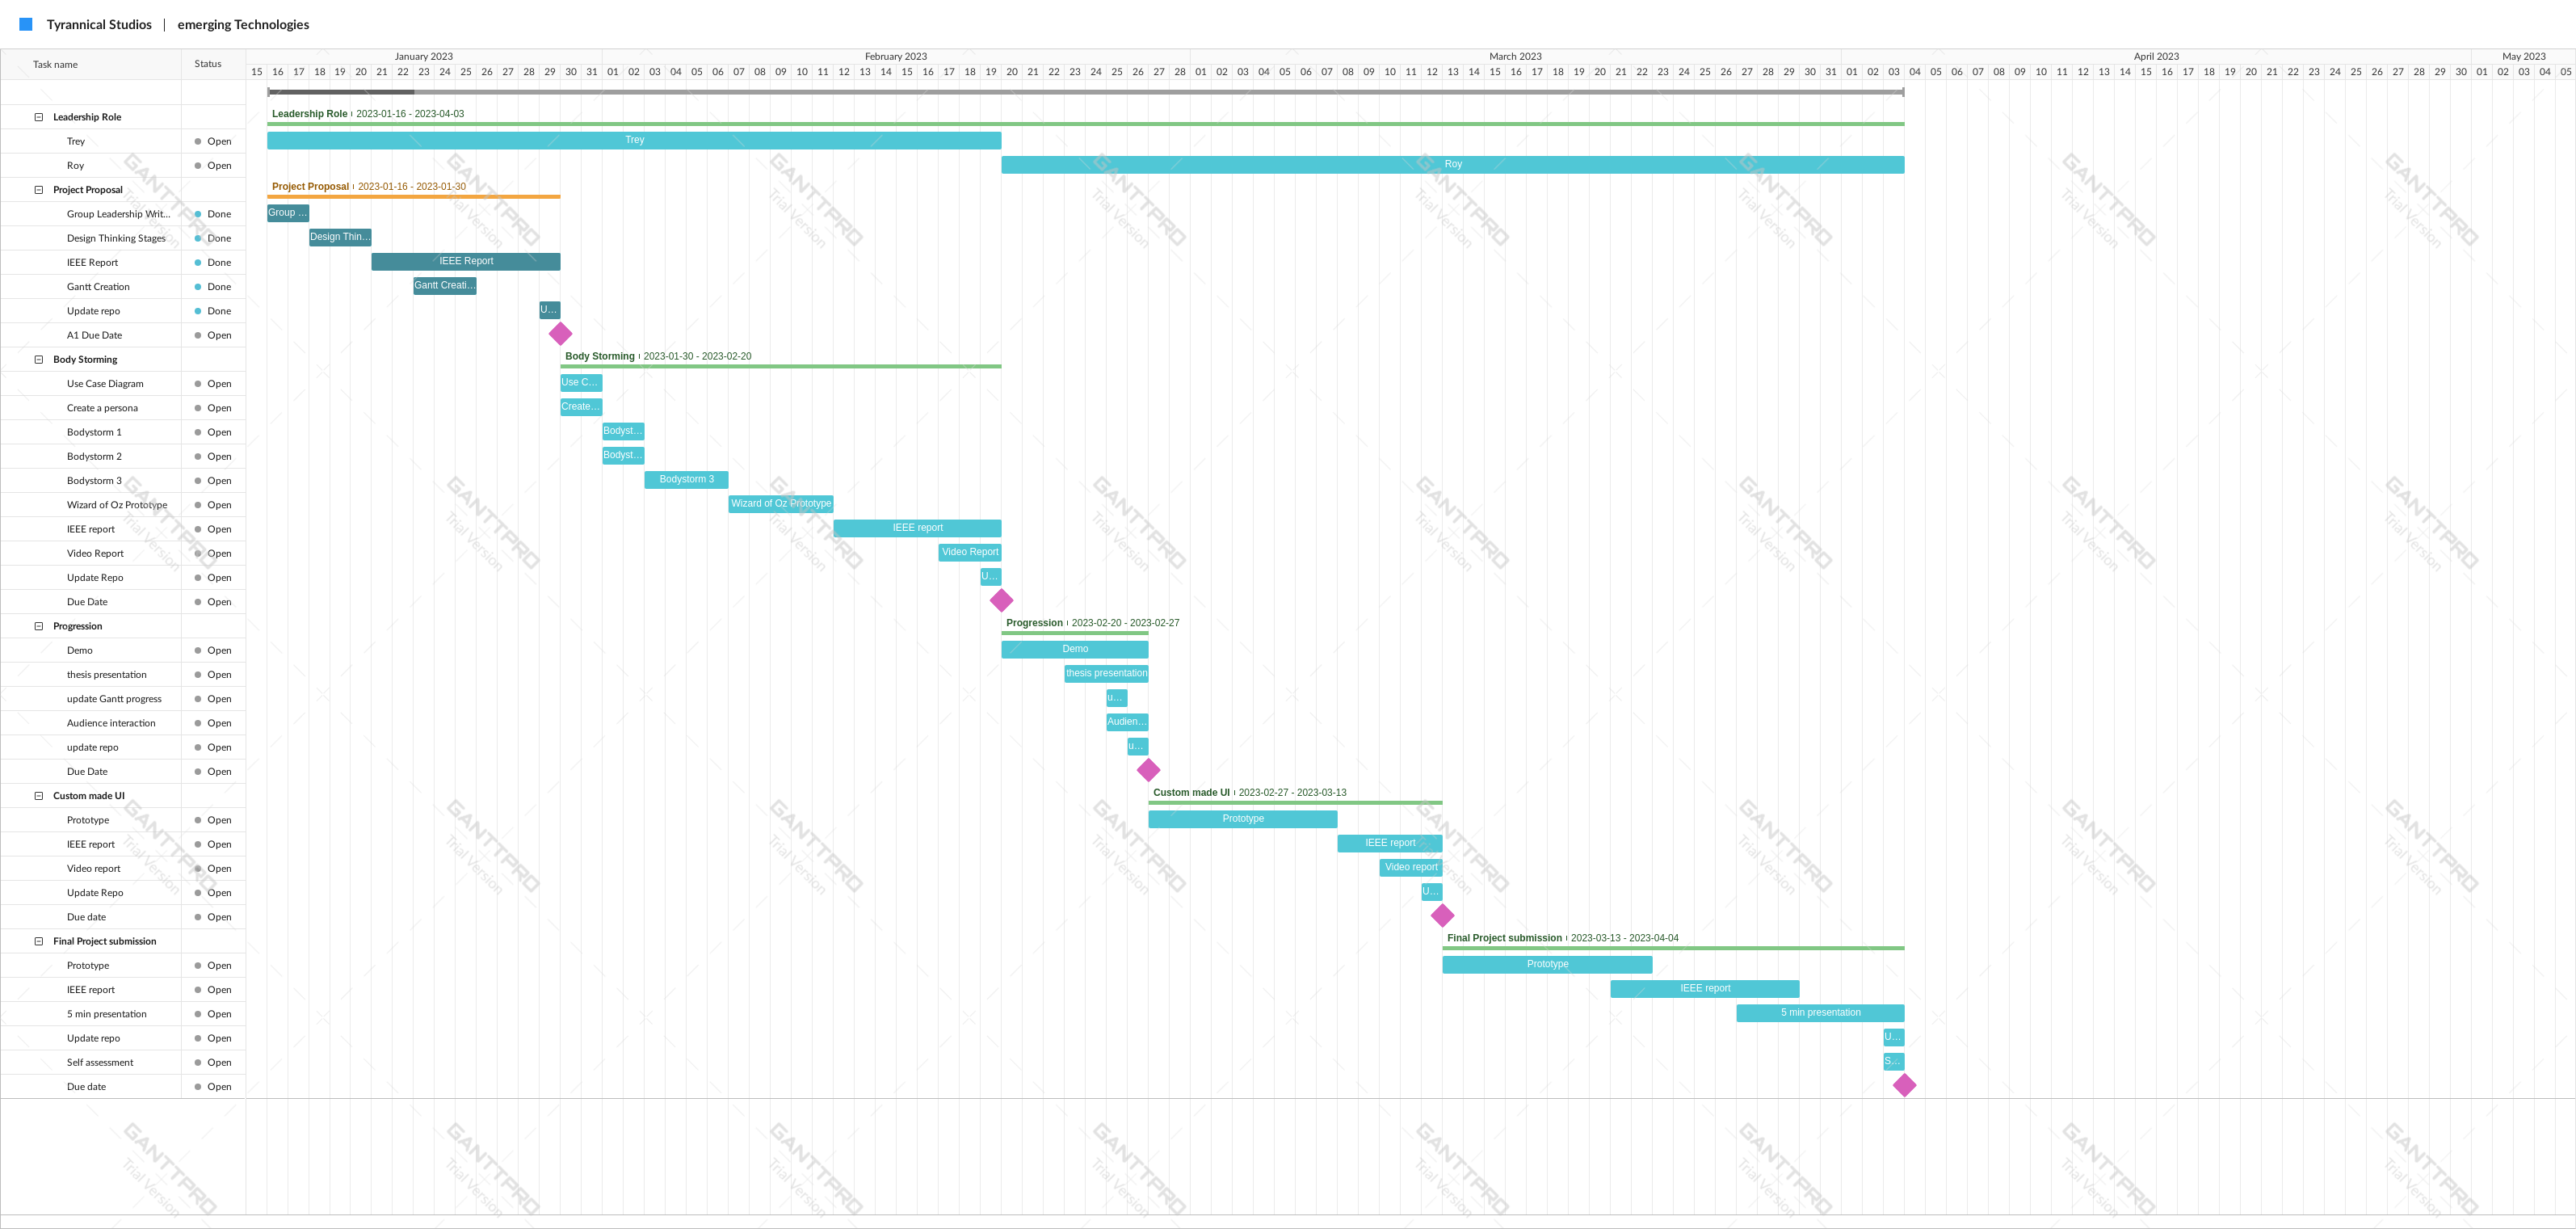 Tyrannical Studios | emerging Technologies
Task name Status January 2023 February 2023 March 2023 April 2023 May 2023
15 16 17 18 19 20 21 22 23 24 25 26 27 28 29 30 31 01 02 03 04 05 06 07 08 09 10 11 12 13 14 15 16 17 18 19 20 21 22 23 24 25 26 27 28 01 02 03 04 05 06 07 08 09 10 11 12 13 14 15 16 17 18 19 20 21 22 23 24 25 26 27 28 29 30 31 01 02 03 04 05 06 07 08 09 10 11 12 13 14 15 16 17 18 19 20 21 22 23 24 25 26 27 28 29 30 01 02 03 04 05
Leadership Role Leadership Role 2023-01-16 - 2023-04-03
Trey Open Trey
Roy Open Roy
Project Proposal Project Proposal 2023-01-16 - 2023-01-30
Group Leadership Writ... Done Group ...
Design Thinking Stages Done Design Thin...
IEEE Report Done IEEE Report
Gantt Creation Done Gantt Creati...
Update repo Done U...
A1 Due Date Open
Body Storming Body Storming 2023-01-30 - 2023-02-20
Use Case Diagram Open Use C...
Create a persona Open Create...
Bodystorm 1 Open Bodyst...
Bodystorm 2 Open Bodyst...
Bodystorm 3 Open Bodystorm 3
Wizard of Oz Prototype Open Wizard of Oz Prototype
IEEE report Open IEEE report
Video Report Open Video Report
Update Repo Open U...
Due Date Open
Progression Progression 2023-02-20 - 2023-02-27
Demo Open Demo
thesis presentation Open thesis presentation
update Gantt progress Open u...
Audience interaction Open Audien...
update repo Open u...
Due Date Open
Custom made UI Custom made UI 2023-02-27 - 2023-03-13
Prototype Open Prototype
IEEE report Open IEEE report
Video report Open Video report
Update Repo Open U...
Due date Open
Final Project submission Final Project submission 2023-03-13 - 2023-04-04
Prototype Open Prototype
IEEE report Open IEEE report
5 min presentation Open 5 min presentation
Update repo Open U...
Self assessment Open S...
Due date Open
GANTTPRO
Trial Version